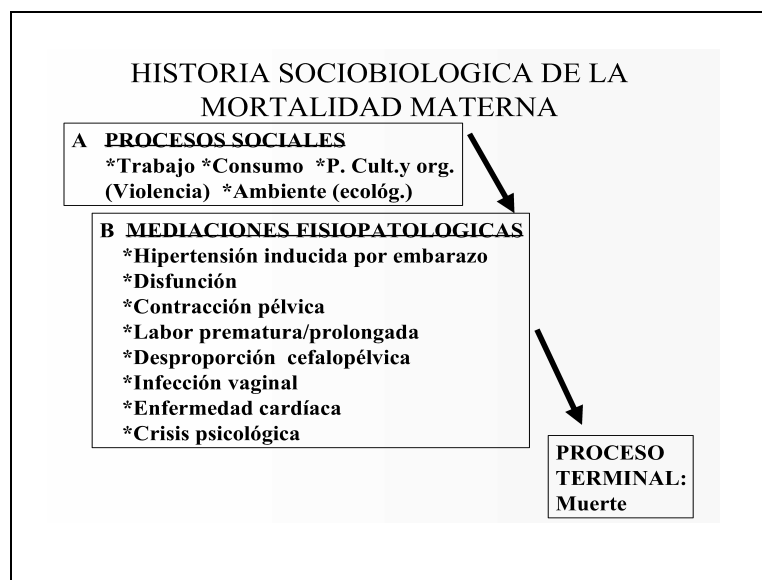 HISTORIA SOCIOBIOLOGICA DE LA
MORTALIDAD MATERNA
A PROCESOS SOCIALES
*Trabajo *Consumo *P. Cult.y org.
(Violencia) *Ambiente (ecológ.)
B MEDIACIONES FISIOPATOLOGICAS
*Hipertensión inducida por embarazo
*Disfunción
*Contracción pélvica
*Labor prematura/prolongada
*Desproporción cefalopélvica
*Infección vaginal
*Enfermedad cardíaca
*Crisis psicológica
PROCESO
TERMINAL:
Muerte